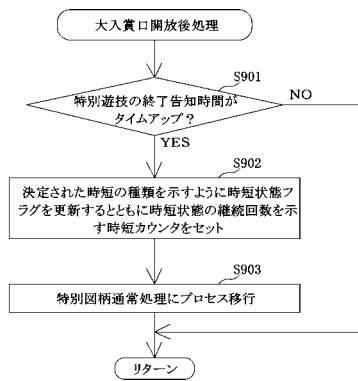 大入賞口開放後処理
S901
特別遊技の終了告知時間が
タイムアップ？
NO
YES
S902
決定された時短の種類を示すように時短状態フ
ラグを更新するとともに時短状態の継続回数を示
す時短カウンタをセット
S903
特別図柄通常処理にプロセス移行
リターン